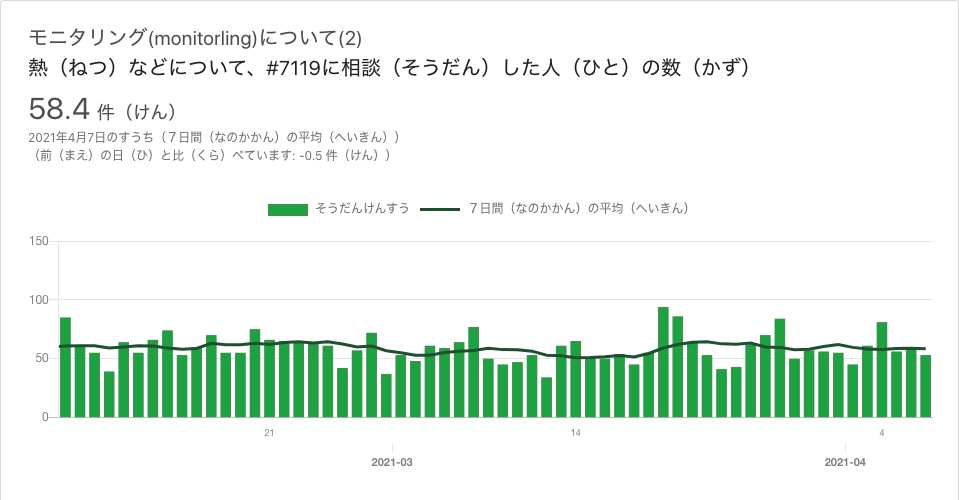 モニタリング(monitorling)について(2)
熱（ねつ）などについて、#7119に相談（そうだん）した人（ひと）の数（かず）
58.4 件（けん）
2021年4月7日のすうち（７日間（なのかかん）の平均（へいきん））
（前（まえ）の日（ひ）と比（くら）べています: -0.5 件（けん））
そうだんけんすう ７日間（なのかかん）の平均（へいきん）
150
100
50
0
21 14 4
2021-03 2021-04